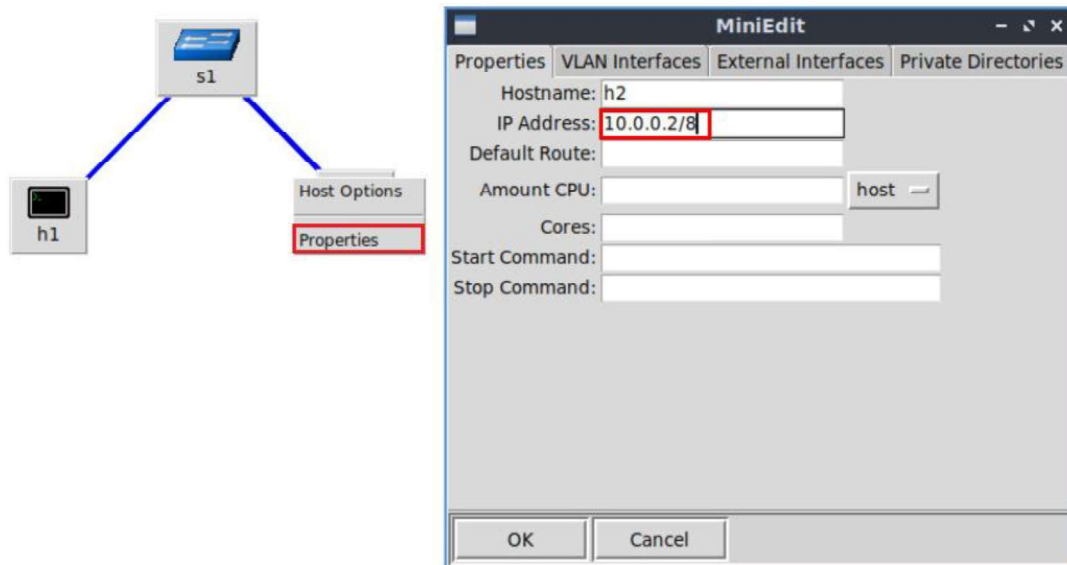 s1
h1
Host Options
Properties
MiniEdit
Properties VLAN Interfaces External Interfaces Private Directories
Hostname: h2
IP Address: 10.0.0.2/8
Default Route:
Amount CPU: host
Cores:
Start Command:
Stop Command:
OK Cancel